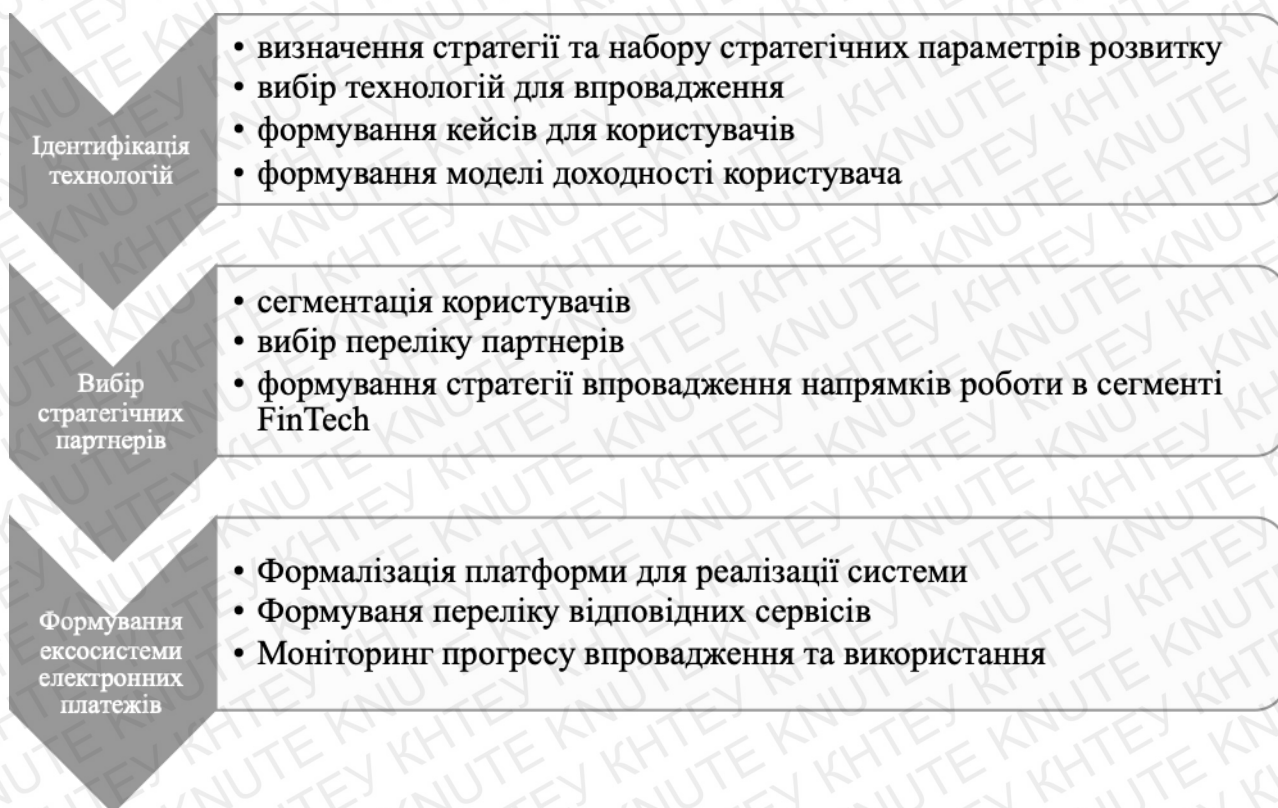 Ідентифікація
технологій
• визначення стратегії та набору стратегічних параметрів розвитку
• вибір технологій для впровадження
• формування кейсів для користувачів
• формування моделі доходності користувача
Вибір
стратегічних
партнерів
• сегментація користувачів
• вибір переліку партнерів
• формування стратегії впровадження напрямків роботи в сегменті
FinTech
Формування
ексосистеми
електронних
платежів
• Формалізація платформи для реалізації системи
• Формуваня переліку відповідних сервісів
• Моніторинг прогресу впровадження та використання